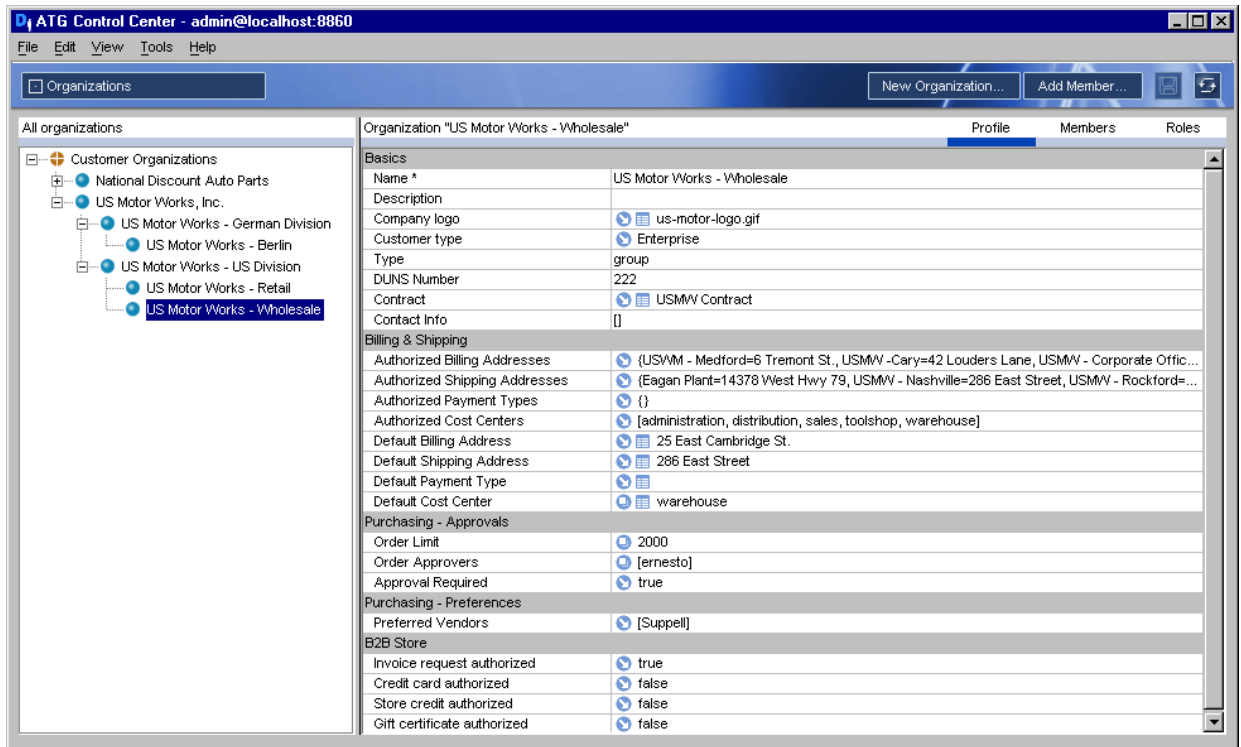 ATG Control Center - admin@localhost:8860
File Edit View Tools Help
Organizations New Organization... Add Member...
All organizations
Customer Organizations
National Discount Auto Parts
US Motor Works, Inc.
US Motor Works - German Division
US Motor Works - Berlin
US Motor Works - US Division
US Motor Works - Retail
US Motor Works - Wholesale
Organization "US Motor Works - Wholesale" Profile Members Roles
Basics
Name * US Motor Works - Wholesale
Description
Company logo us-motor-logo.gif
Customer type Enterprise
Type group
DUNS Number 222
Contract USMW Contract
Contact Info []
Billing & Shipping
Authorized Billing Addresses {USWM - Medford=6 Tremont St., USMW -Cary=42 Louders Lane, USMW - Corporate Offic...
Authorized Shipping Addresses {Eagan Plant=14378 West Hwy 79, USMW - Nashville=286 East Street, USMW - Rockford=...
Authorized Payment Types {}
Authorized Cost Centers [administration, distribution, sales, toolshop, warehouse]
Default Billing Address 25 East Cambridge St.
Default Shipping Address 286 East Street
Default Payment Type
Default Cost Center warehouse
Purchasing - Approvals
Order Limit 2000
Order Approvers [ernesto]
Approval Required true
Purchasing - Preferences
Preferred Vendors [Suppell]
B2B Store
Invoice request authorized true
Credit card authorized false
Store credit authorized false
Gift certificate authorized false